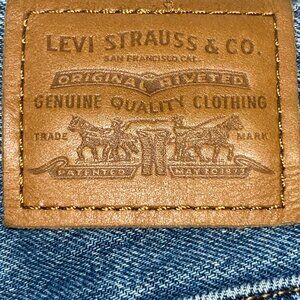 LEVI STRAUSS & CO.
SAN FRANCISCO, CAL.
ORIGINAL RIVETED
GENUINE QUALITY CLOTHING
TRADE MARK
PATENTED MAY 20 1873